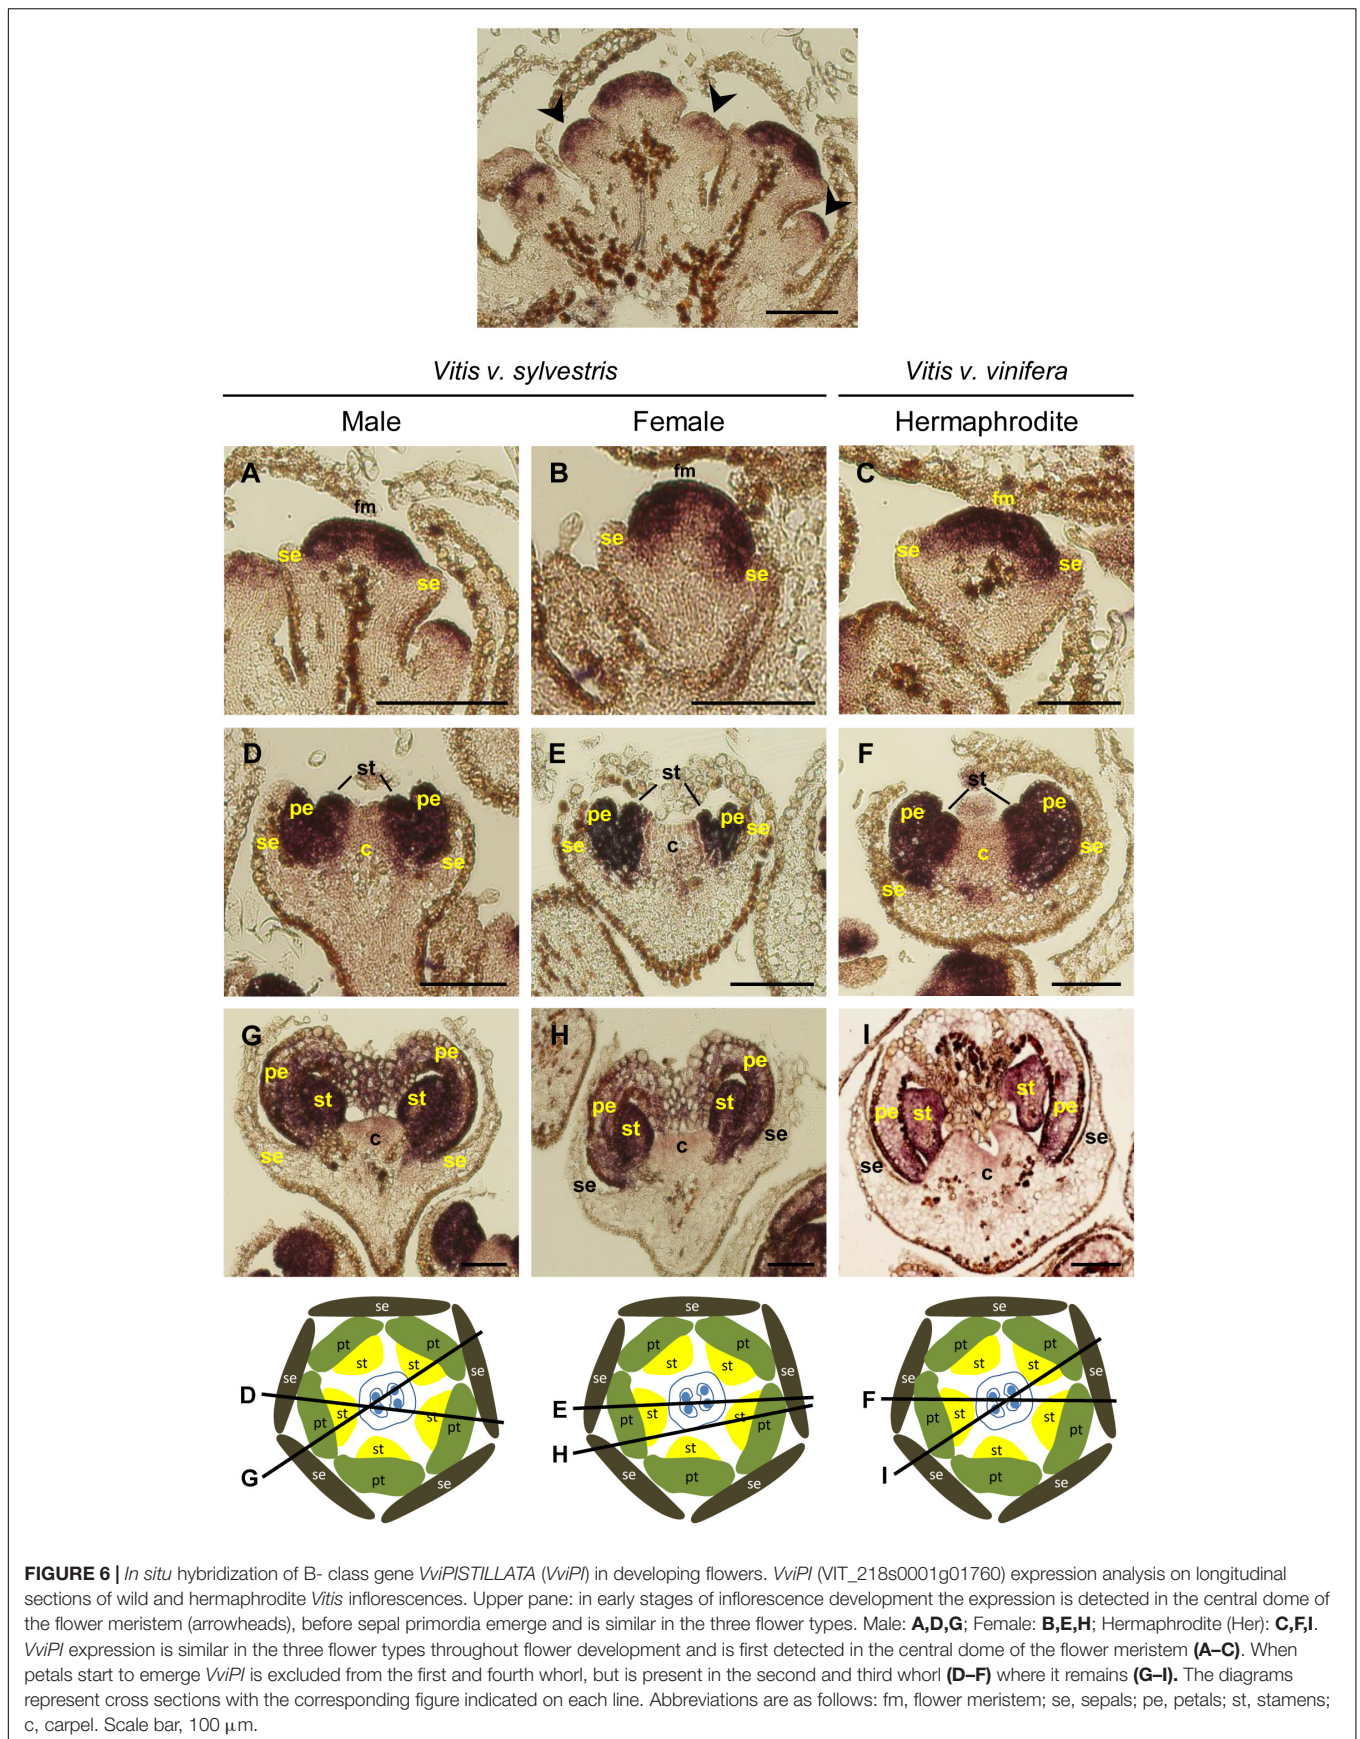 Vitis v. sylvestris Vitis v. vinifera
Male Female Hermaphrodite
A fm se se
B fm se se
C fm se se
D st pe pe se c se
E st pe pe se c se
F st pe pe c se se
G pe pe st st c se se
H pe pe st st c se se
I st pe st pe se se c
se pt pt st st se se D st st pt pt G st se pt se
se pt pt st st se se E st st pt pt H st se pt se
se pt pt st st se se F st st pt pt I st se pt se
FIGURE 6 | In situ hybridization of B- class gene VviPISTILLATA (VviPI) in developing flowers. VviPI (VIT_218s0001g01760) expression analysis on longitudinal
sections of wild and hermaphrodite Vitis inflorescences. Upper pane: in early stages of inflorescence development the expression is detected in the central dome of
the flower meristem (arrowheads), before sepal primordia emerge and is similar in the three flower types. Male: A,D,G; Female: B,E,H; Hermaphrodite (Her): C,F,I.
VviPI expression is similar in the three flower types throughout flower development and is first detected in the central dome of the flower meristem (A–C). When
petals start to emerge VviPI is excluded from the first and fourth whorl, but is present in the second and third whorl (D–F) where it remains (G–I). The diagrams
represent cross sections with the corresponding figure indicated on each line. Abbreviations are as follows: fm, flower meristem; se, sepals; pe, petals; st, stamens;
c, carpel. Scale bar, 100 μm.